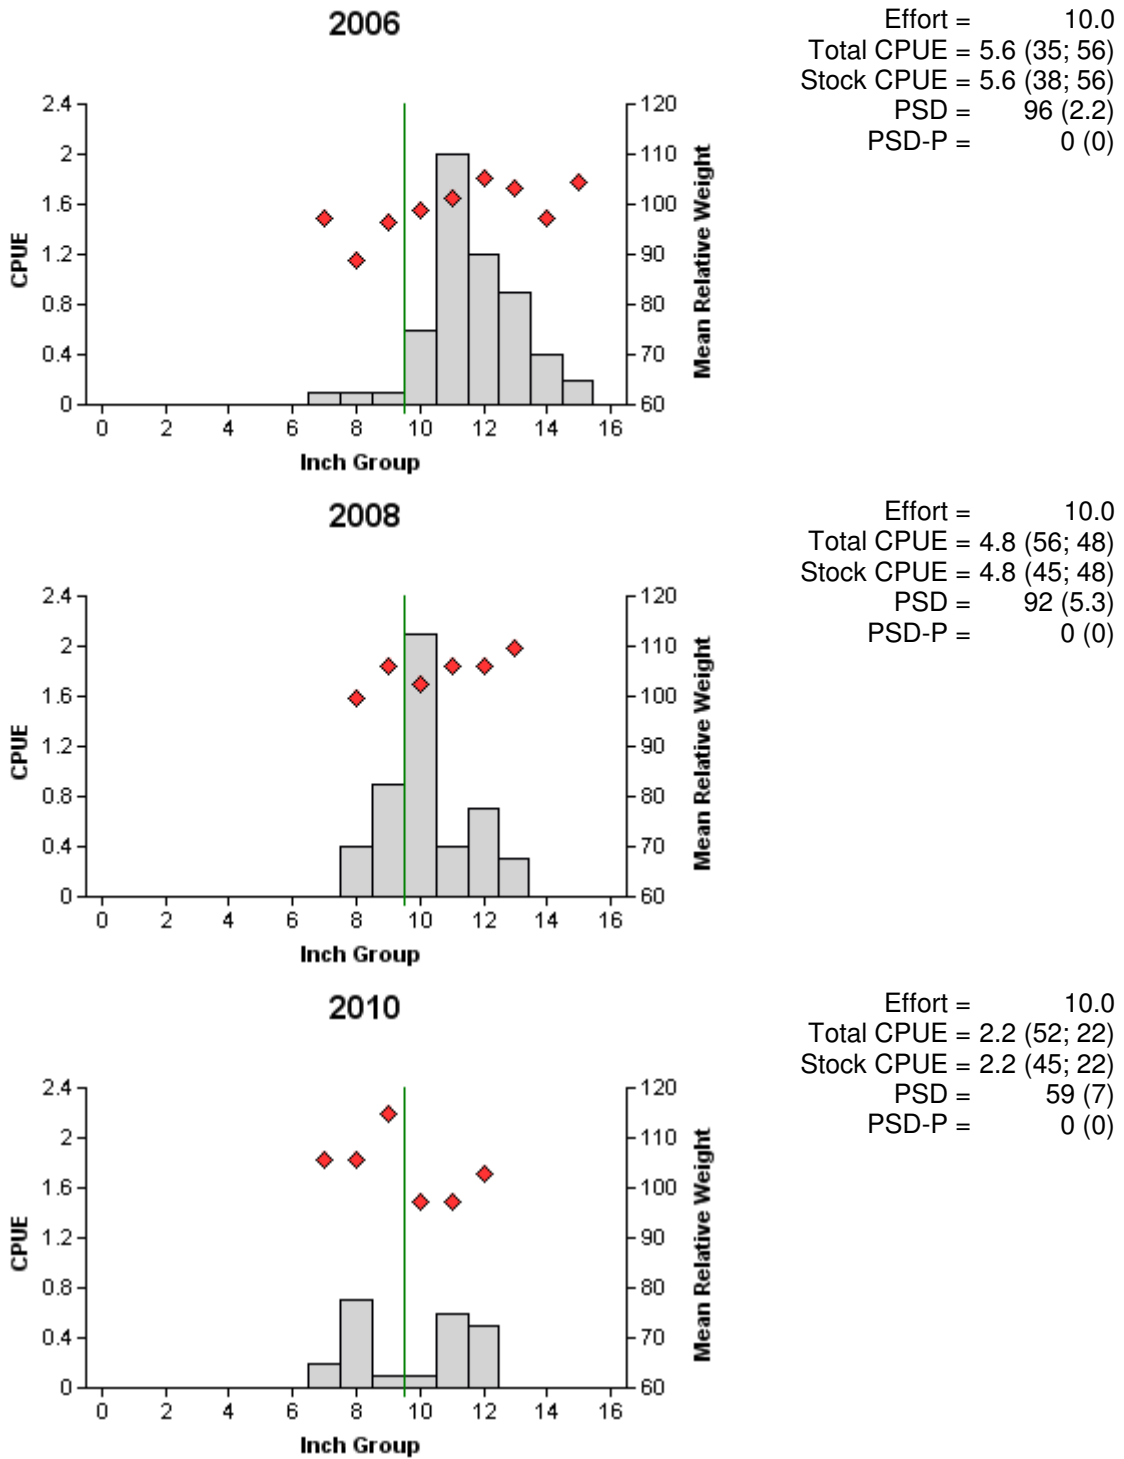 2006
Effort = 10.0
Total CPUE = 5.6 (35; 56)
Stock CPUE = 5.6 (38; 56)
PSD = 96 (2.2)
PSD-P = 0 (0)
2.4
2
1.6
1.2
0.8
0.4
0
CPUE
120
110
100
90
80
70
60
Mean Relative Weight
0 2 4 6 8 10 12 14 16
Inch Group
2008
Effort = 10.0
Total CPUE = 4.8 (56; 48)
Stock CPUE = 4.8 (45; 48)
PSD = 92 (5.3)
PSD-P = 0 (0)
2.4
2
1.6
1.2
0.8
0.4
0
CPUE
120
110
100
90
80
70
60
Mean Relative Weight
0 2 4 6 8 10 12 14 16
Inch Group
2010
Effort = 10.0
Total CPUE = 2.2 (52; 22)
Stock CPUE = 2.2 (45; 22)
PSD = 59 (7)
PSD-P = 0 (0)
2.4
2
1.6
1.2
0.8
0.4
0
CPUE
120
110
100
90
80
70
60
Mean Relative Weight
0 2 4 6 8 10 12 14 16
Inch Group